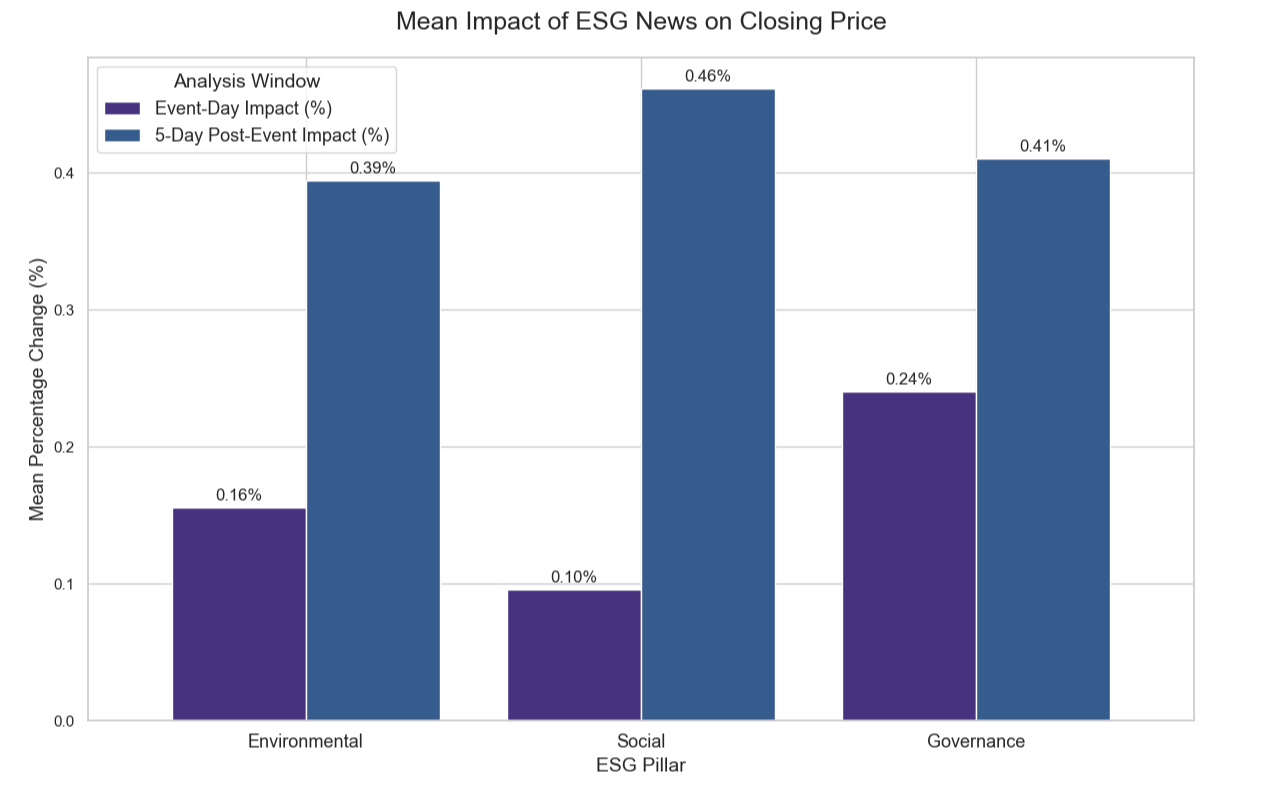 Mean Impact of ESG News on Closing Price
Analysis Window
Event-Day Impact (%)
5-Day Post-Event Impact (%)
Mean Percentage Change (%)
0.4
0.3
0.2
0.1
0.0
0.16%
0.39%
0.10%
0.46%
0.24%
0.41%
Environmental
Social
Governance
ESG Pillar